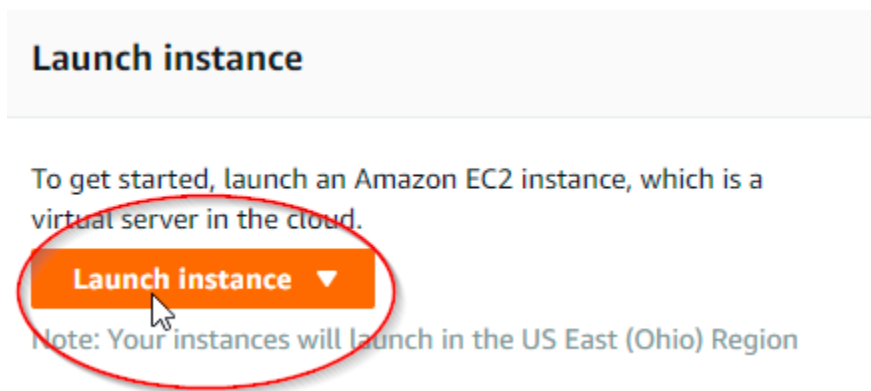 Launch instance
To get started, launch an Amazon EC2 instance, which is a
virtual server in the cloud.
Launch instance
Note: Your instances will launch in the US East (Ohio) Region